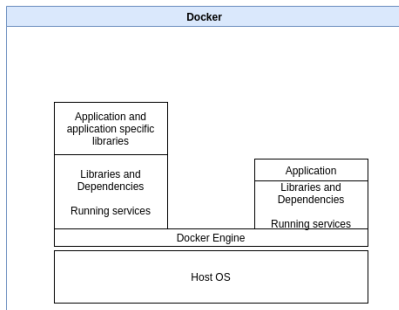 Docker
Application and
application specific
libraries
Libraries and
Dependencies
Running services
Application
Libraries and
Dependencies
Running services
Docker Engine
Host OS